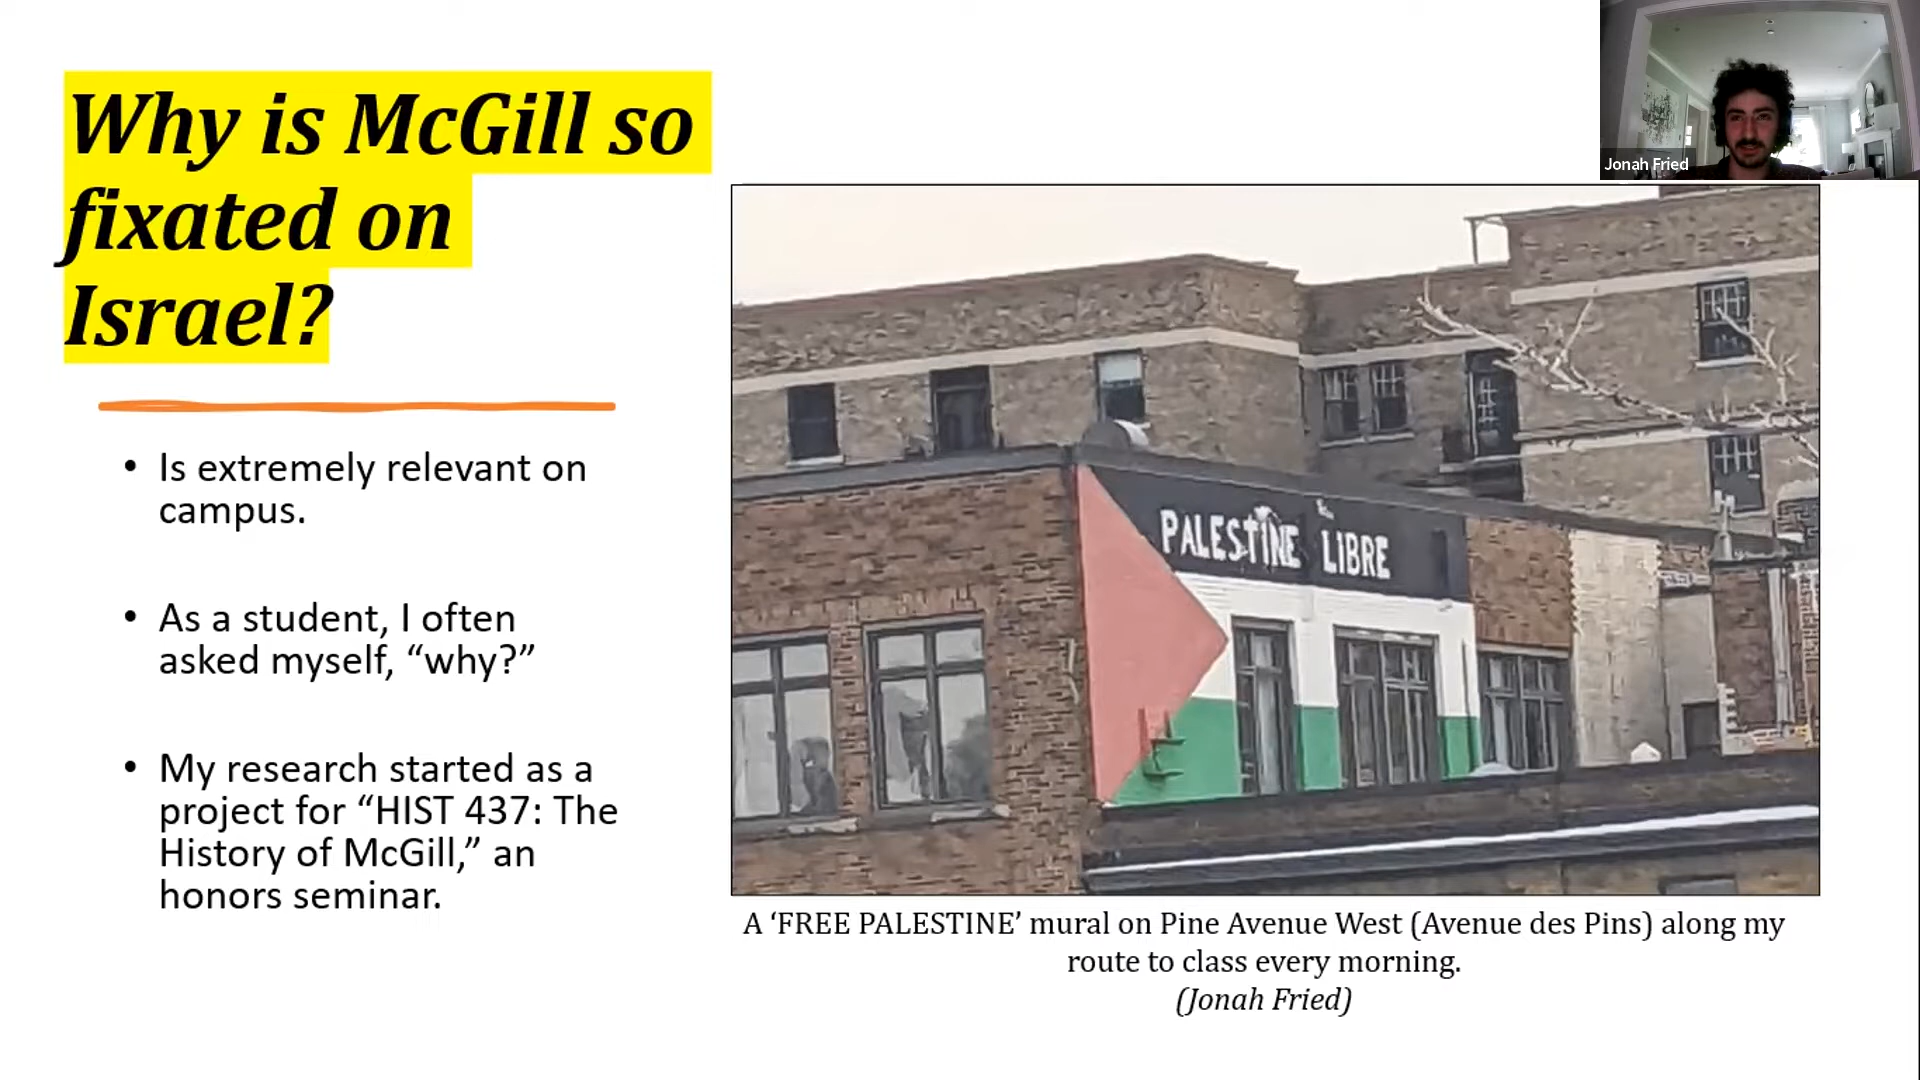 Why is McGill so
fixated on
Israel?
Jonah Fried
• Is extremely relevant on
campus.
• As a student, I often
asked myself, “why?”
• My research started as a
project for “HIST 437: The
History of McGill,” an
honors seminar.
PALESTINE LIBRE
A ‘FREE PALESTINE’ mural on Pine Avenue West (Avenue des Pins) along my
route to class every morning.
(Jonah Fried)